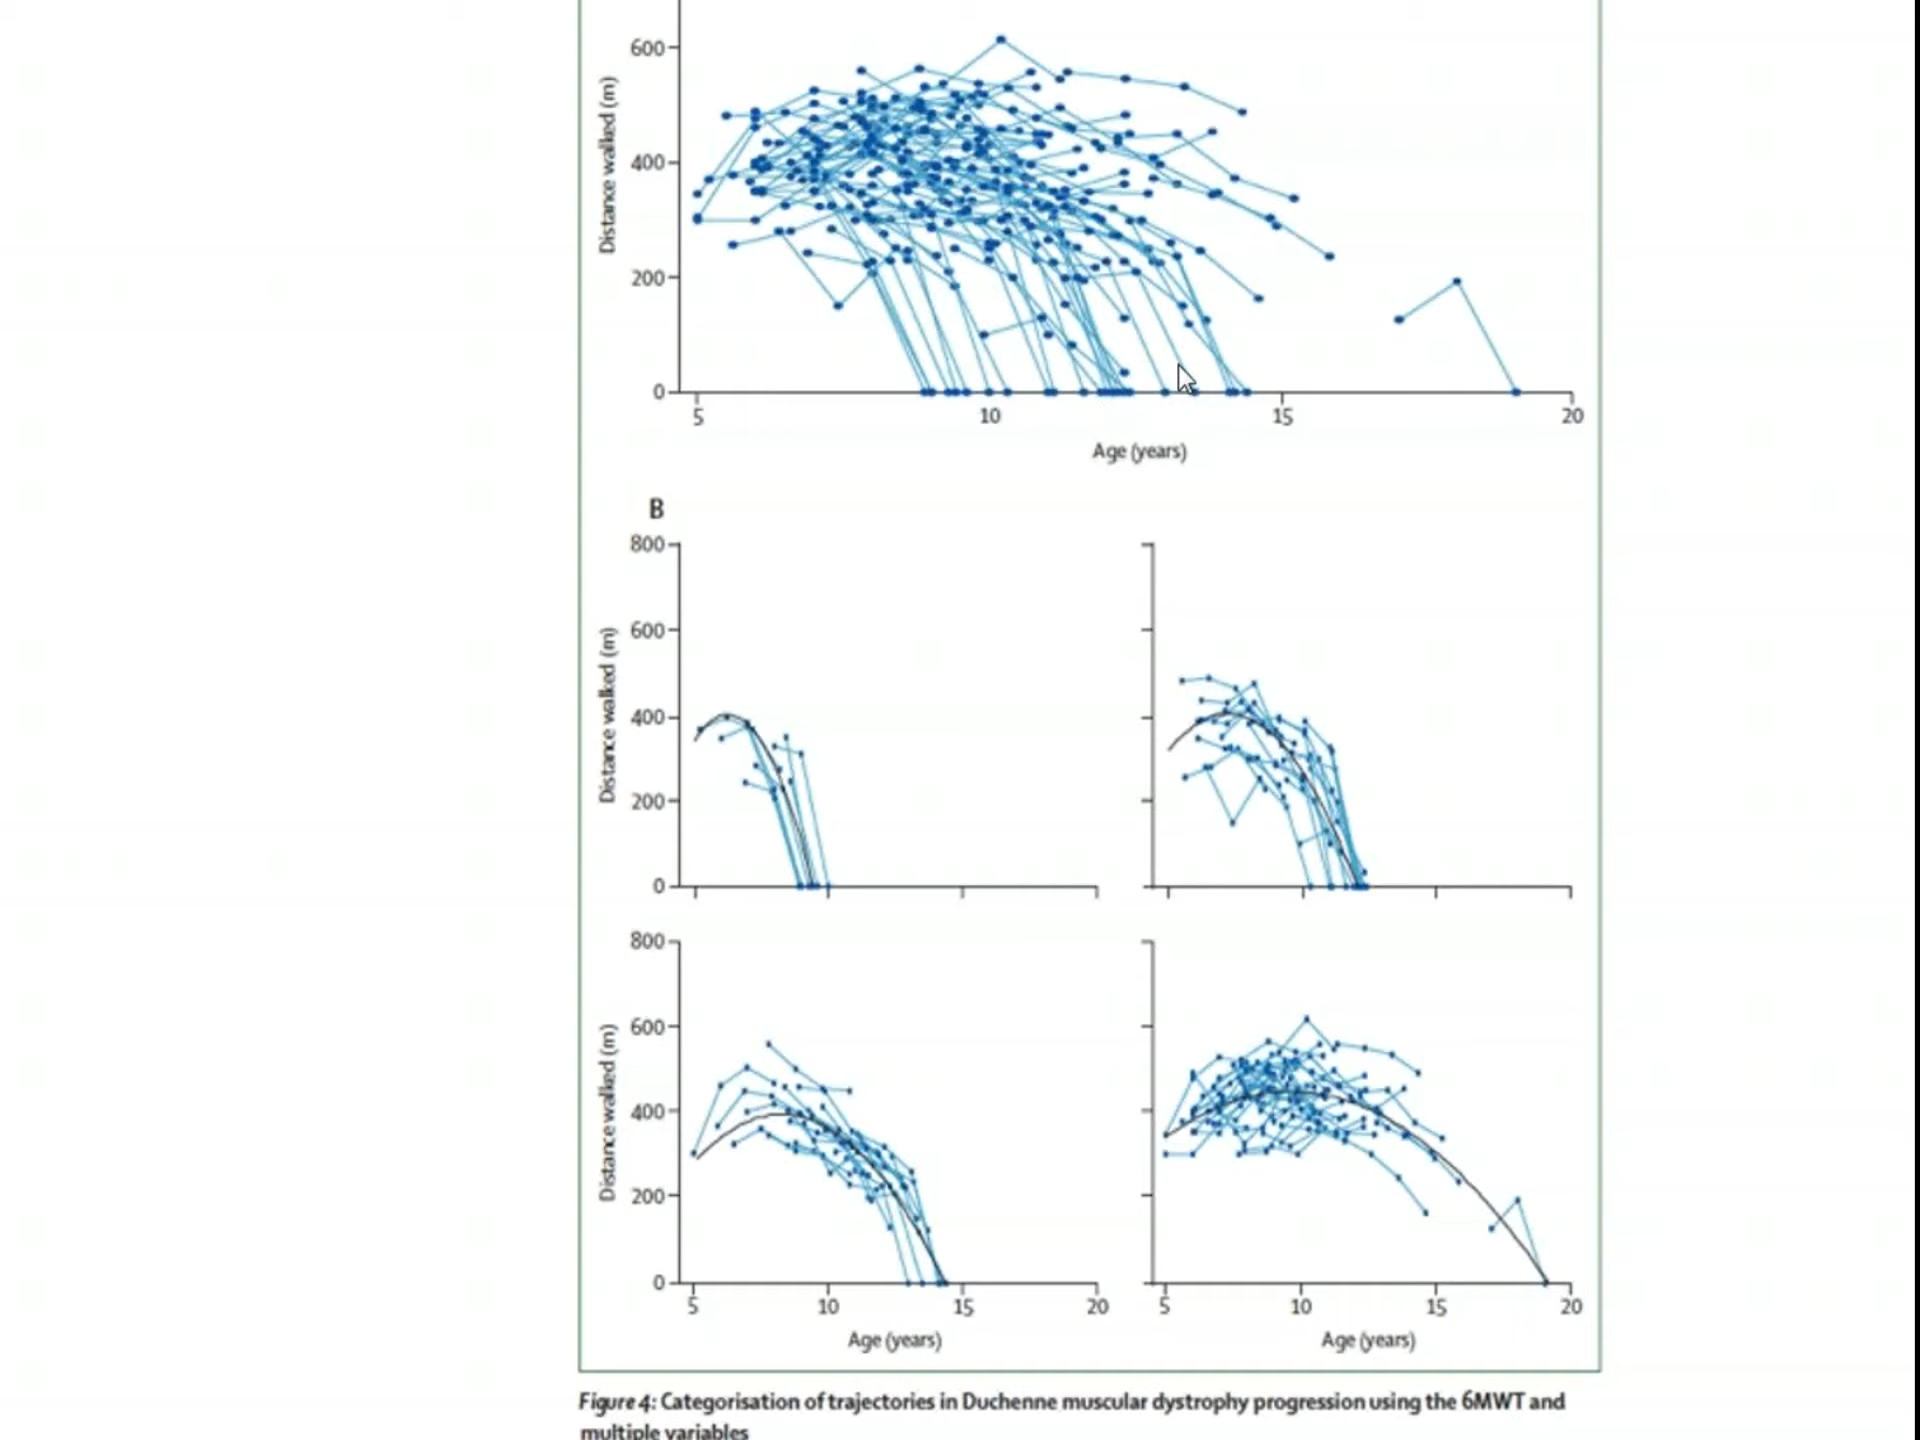 600
Distance walked (m)
400
200
0
5 10 15 20
Age (years)
B
800
600
Distance walked (m)
400
200
0
800
600
Distance walked (m)
400
200
0
5 10 15 20 5 10 15 20
Age (years) Age (years)
Figure 4: Categorisation of trajectories in Duchenne muscular dystrophy progression using the 6MWT and
multiple variables